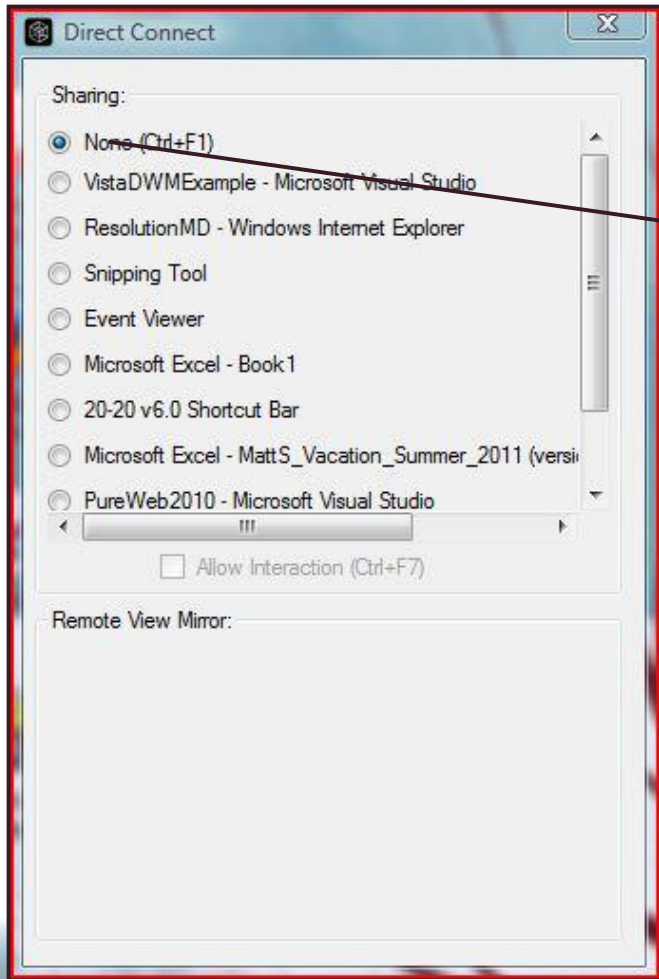 Direct Connect
Sharing:
None (Ctrl+F1)
VistaDWMExample - Microsoft Visual Studio
ResolutionMD - Windows Internet Explorer
Snipping Tool
Event Viewer
Microsoft Excel - Book1
20-20 v6.0 Shortcut Bar
Microsoft Excel - MattS_Vacation_Summer_2011 (versi
PureWeb2010 - Microsoft Visual Studio
Allow Interaction (Ctrl+F7)
Remote View Mirror: